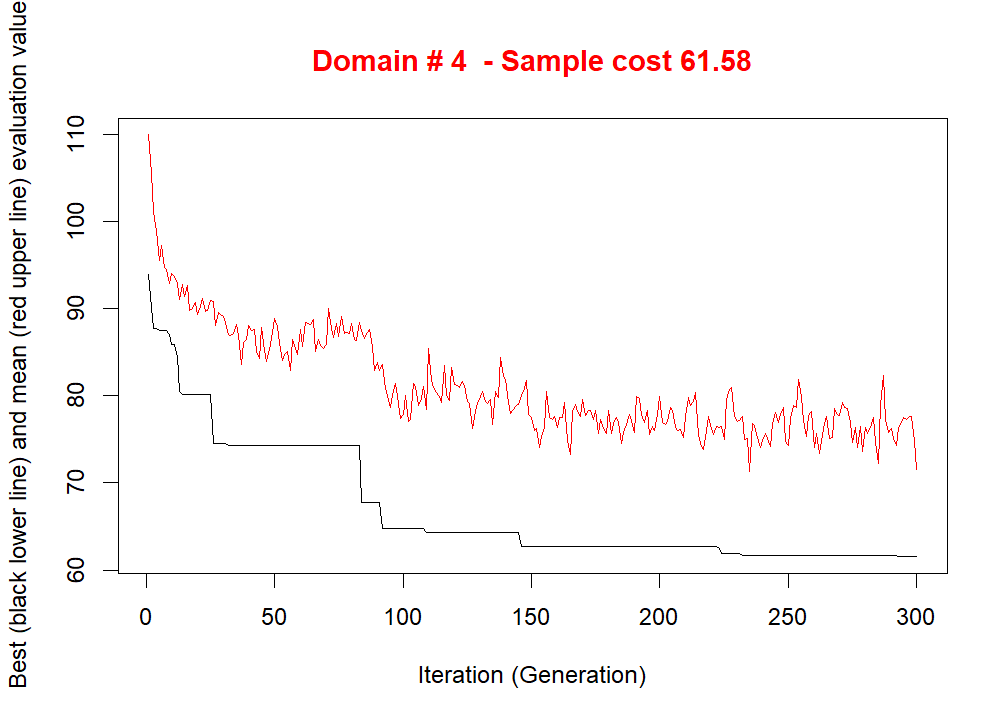 Domain # 4  - Sample cost 61.58
Best (black lower line) and mean (red upper line) evaluation value
110
100
90
80
70
60
0 50 100 150 200 250 300
Iteration (Generation)